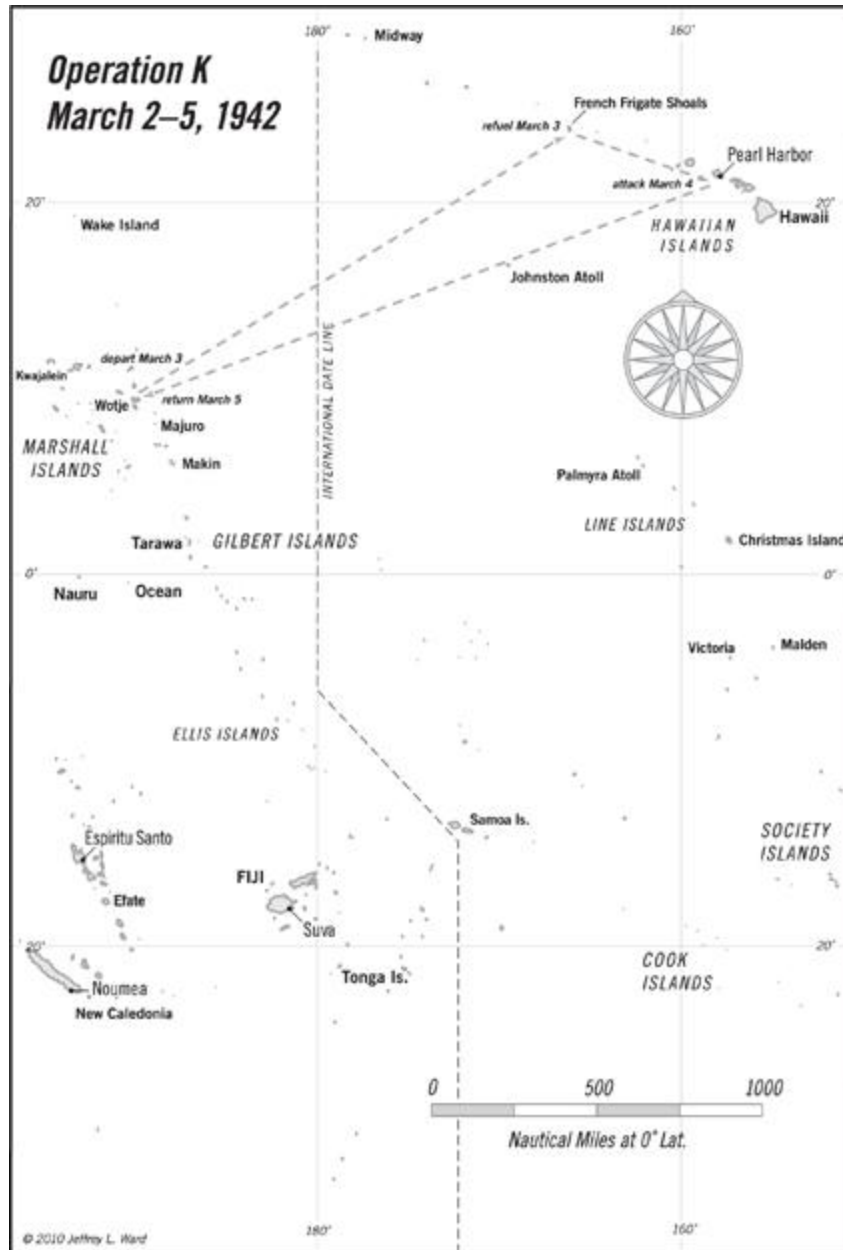 180°
160°
Midway
Operation K
March 2–5, 1942
French Frigate Shoals
refuel March 3
Pearl Harbor
attack March 4
20°
20°
Wake Island
Hawaii
HAWAIIAN
ISLANDS
Johnston Atoll
INTERNATIONAL DATE LINE
depart March 3
Kwajalein
return March 5
Wotje
Majuro
MARSHALL
ISLANDS
Makin
Palmyra Atoll
LINE ISLANDS
Tarawa
GILBERT ISLANDS
Christmas Island
0°
0°
Nauru
Ocean
Victoria
Malden
ELLIS ISLANDS
Samoa Is.
Espiritu Santo
SOCIETY
ISLANDS
FIJI
Efate
Suva
20°
COOK
ISLANDS
Tonga Is.
Noumea
New Caledonia
0
500
1000
Nautical Miles at 0° Lat.
180°
160°
© 2010 Jeffrey L. Ward